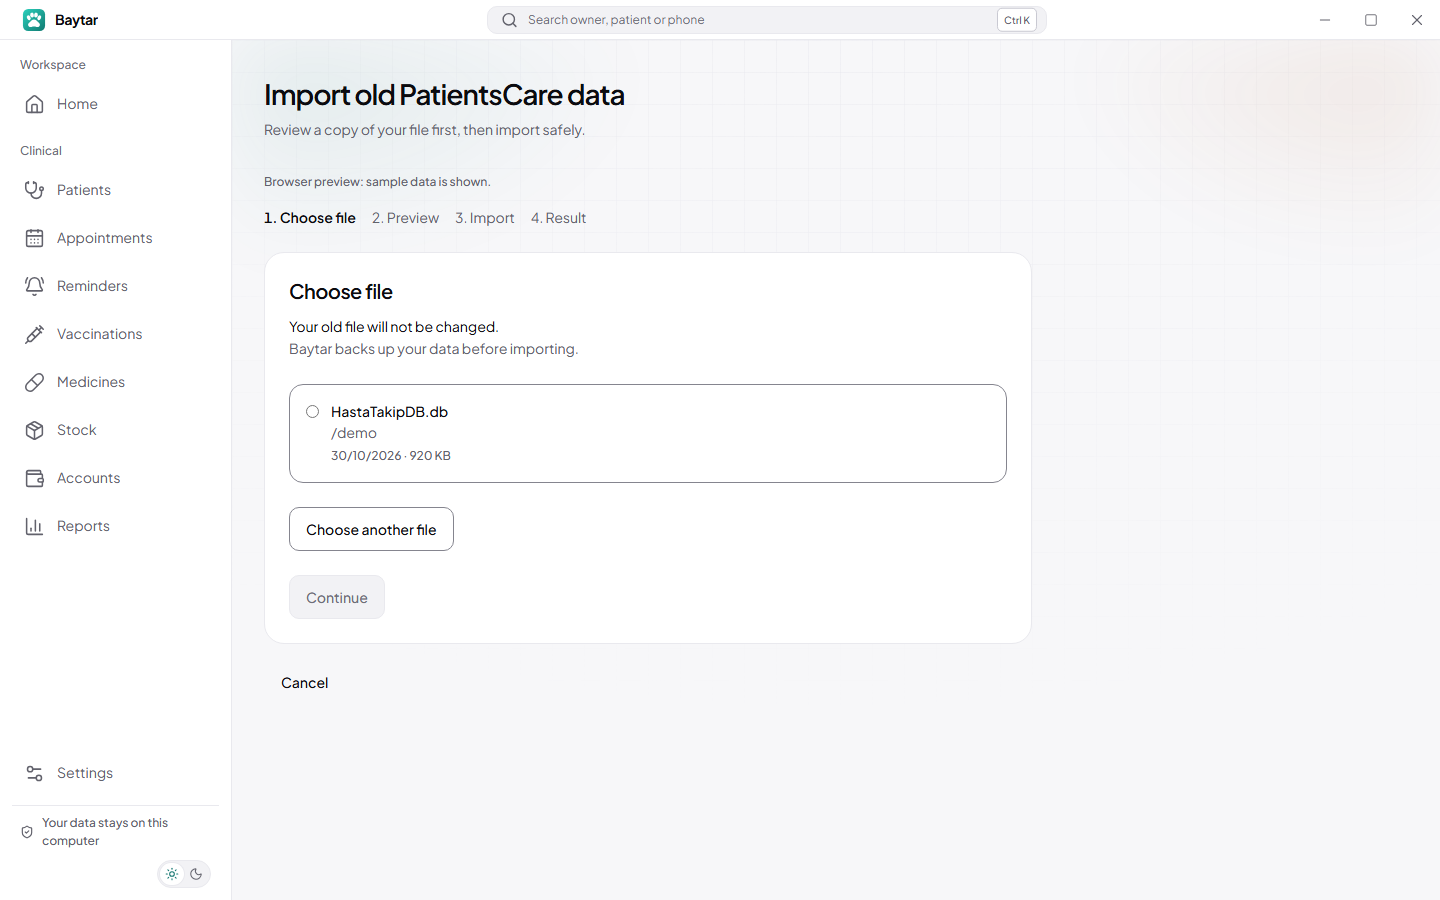 Baytar
Search owner, patient or phone
Ctrl K
Workspace
Home
Clinical
Patients
Appointments
Reminders
Vaccinations
Medicines
Stock
Accounts
Reports
Settings
Your data stays on this
computer
Import old PatientsCare data
Review a copy of your file first, then import safely.
Browser preview: sample data is shown.
1. Choose file 2. Preview 3. Import 4. Result
Choose file
Your old file will not be changed.
Baytar backs up your data before importing.
HastaTakipDB.db
/demo
30/10/2026 · 920 KB
Choose another file
Continue
Cancel